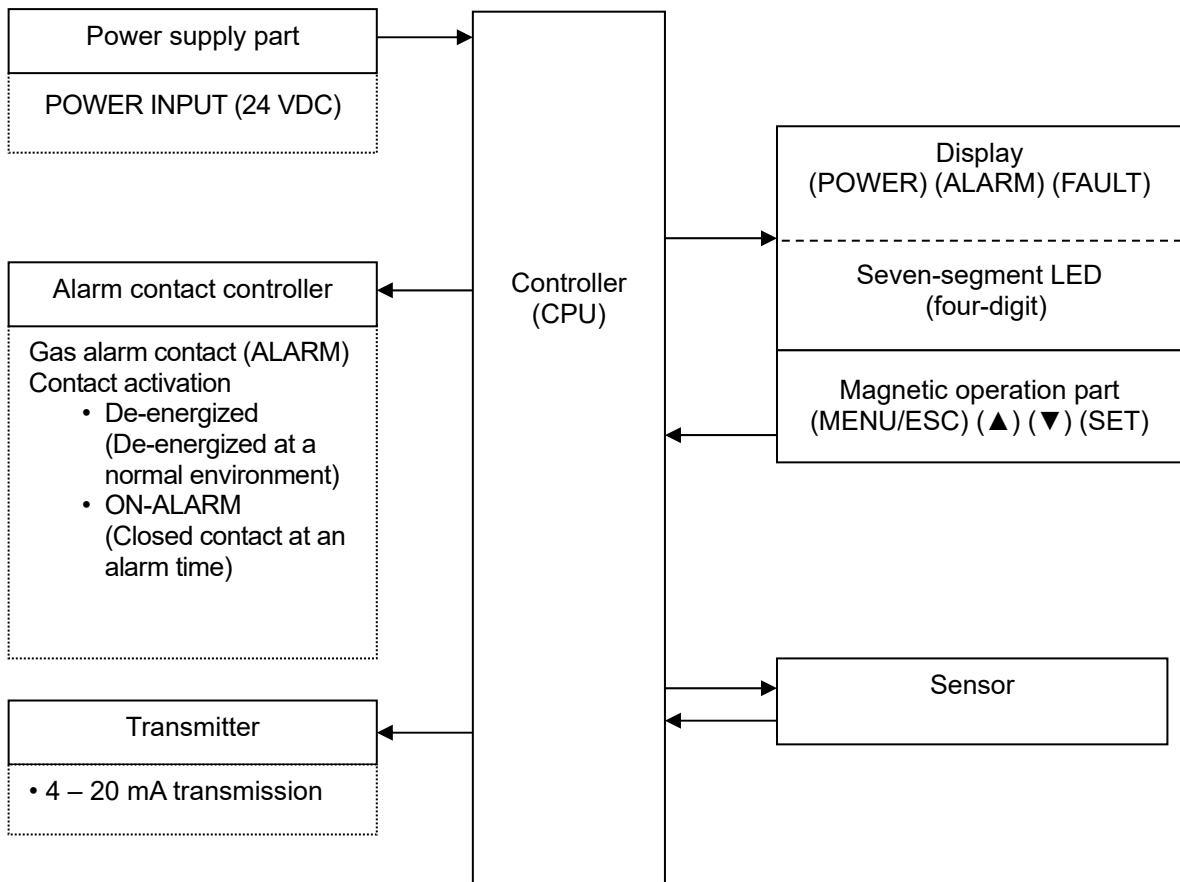 Power supply part
POWER INPUT (24 VDC)
Alarm contact controller
Gas alarm contact (ALARM)
Contact activation
• De-energized
(De-energized at a
normal environment)
• ON-ALARM
(Closed contact at an
alarm time)
Transmitter
• 4 – 20 mA transmission
Controller
(CPU)
Display
(POWER) (ALARM) (FAULT)
Seven-segment LED
(four-digit)
Magnetic operation part
(MENU/ESC) (▲) (▼) (SET)
Sensor